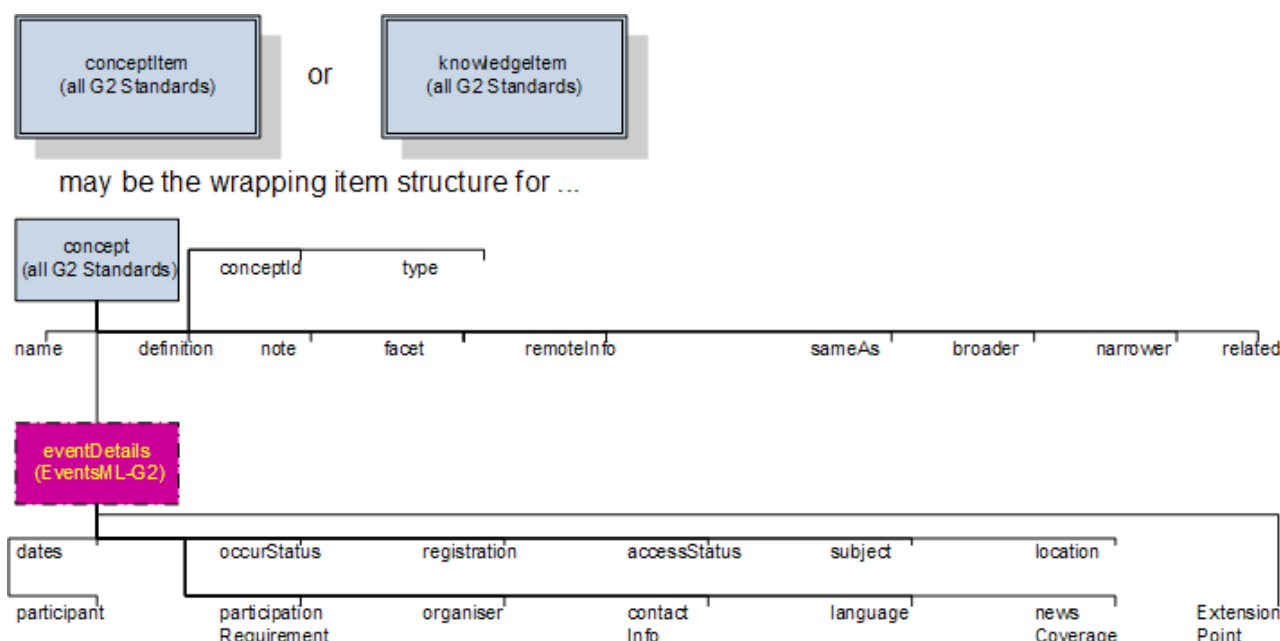 conceptItem
(all G2 Standards)
or
knowledgeItem
(all G2 Standards)
may be the wrapping item structure for ...
concept
(all G2 Standards)
conceptId type
name definition note facet remoteInfo sameAs broader narrower related
eventDetails
(EventsML-G2)
dates occurStatus registration accessStatus subject location
participant participation organiser contact language news Extension
Requirement Info Coverage Point